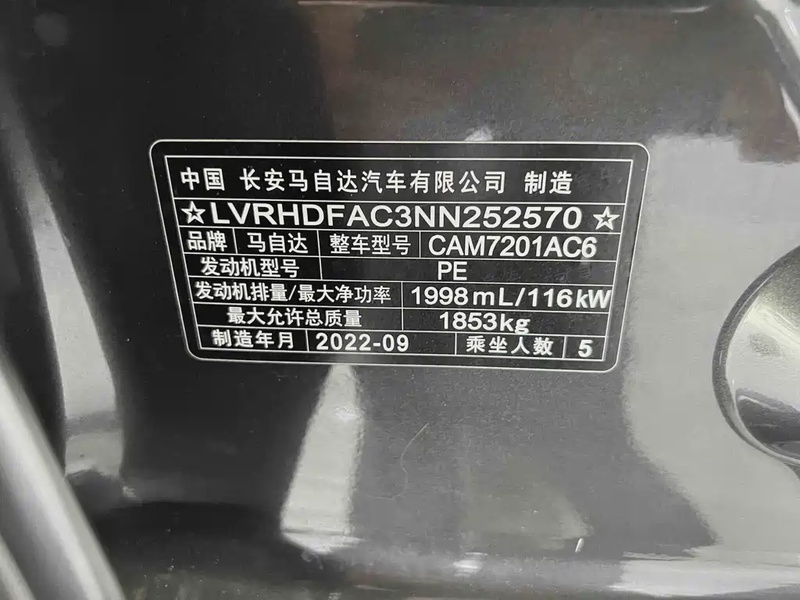 中国 长安马自达汽车有限公司 制造
☆LVRHDFAC3NN252570☆
品牌 马自达 整车型号 CAM7201AC6
发动机型号 PE
发动机排量/最大净功率 1998mL/116kW
最大允许总质量 1853kg
制造年月 2022-09 乘坐人数 5